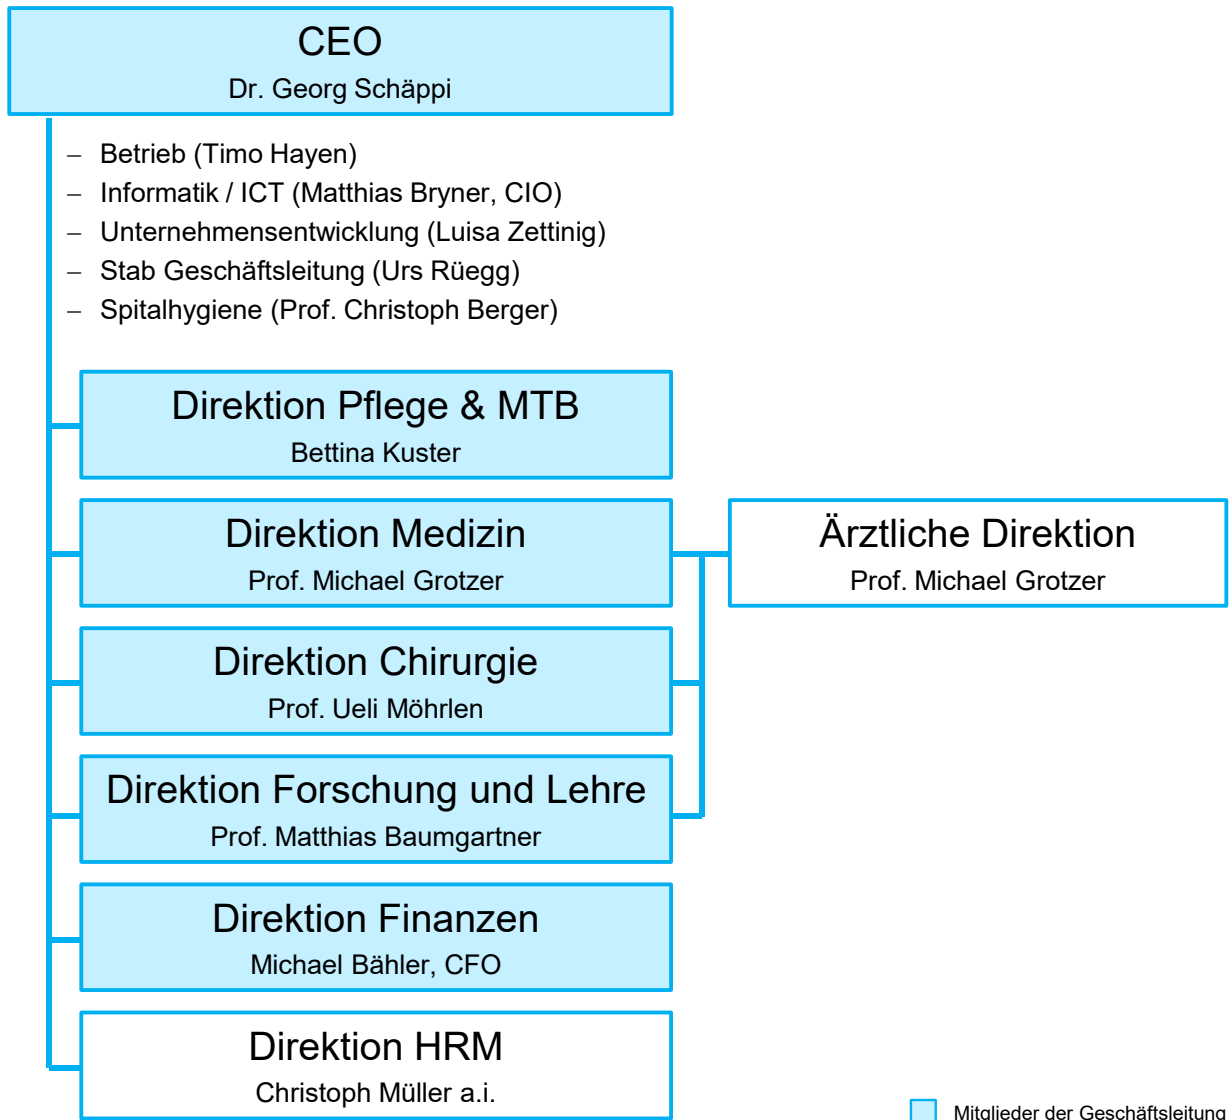 CEO
Dr. Georg Schäppi
– Betrieb (Timo Hayen)
– Informatik / ICT (Matthias Bryner, CIO)
– Unternehmensentwicklung (Luisa Zettinig)
– Stab Geschäftsleitung (Urs Rüegg)
– Spitalhygiene (Prof. Christoph Berger)
Direktion Pflege & MTB
Bettina Kuster
Direktion Medizin
Prof. Michael Grotzer
Ärztliche Direktion
Prof. Michael Grotzer
Direktion Chirurgie
Prof. Ueli Möhrlen
Direktion Forschung und Lehre
Prof. Matthias Baumgartner
Direktion Finanzen
Michael Bähler, CFO
Direktion HRM
Christoph Müller a.i.
Mitglieder der Geschäftsleitung